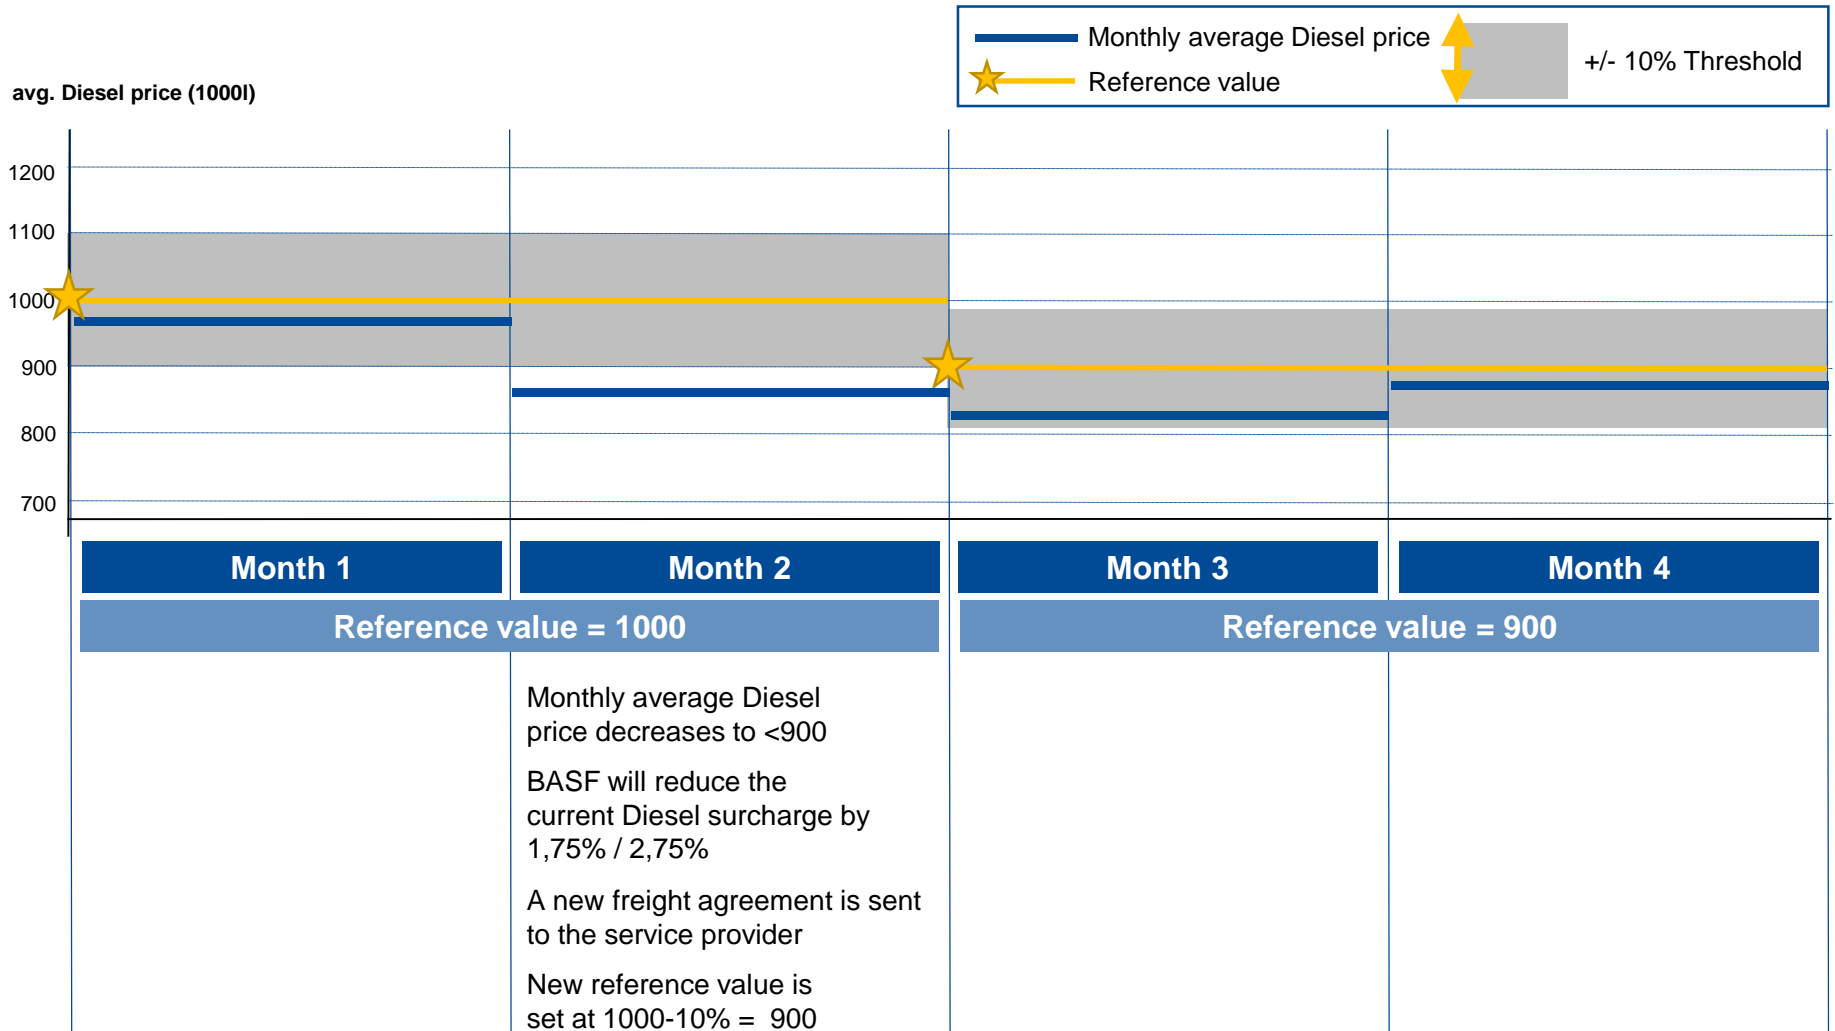 Monthly average Diesel price
Reference value
+/- 10% Threshold
avg. Diesel price (1000l)
1200
1100
1000
900
800
700
Month 1
Month 2
Month 3
Month 4
Reference value = 1000
Reference value = 900
Monthly average Diesel
price decreases to <900
BASF will reduce the
current Diesel surcharge by
1,75% / 2,75%
A new freight agreement is sent
to the service provider
New reference value is
set at 1000-10% = 900